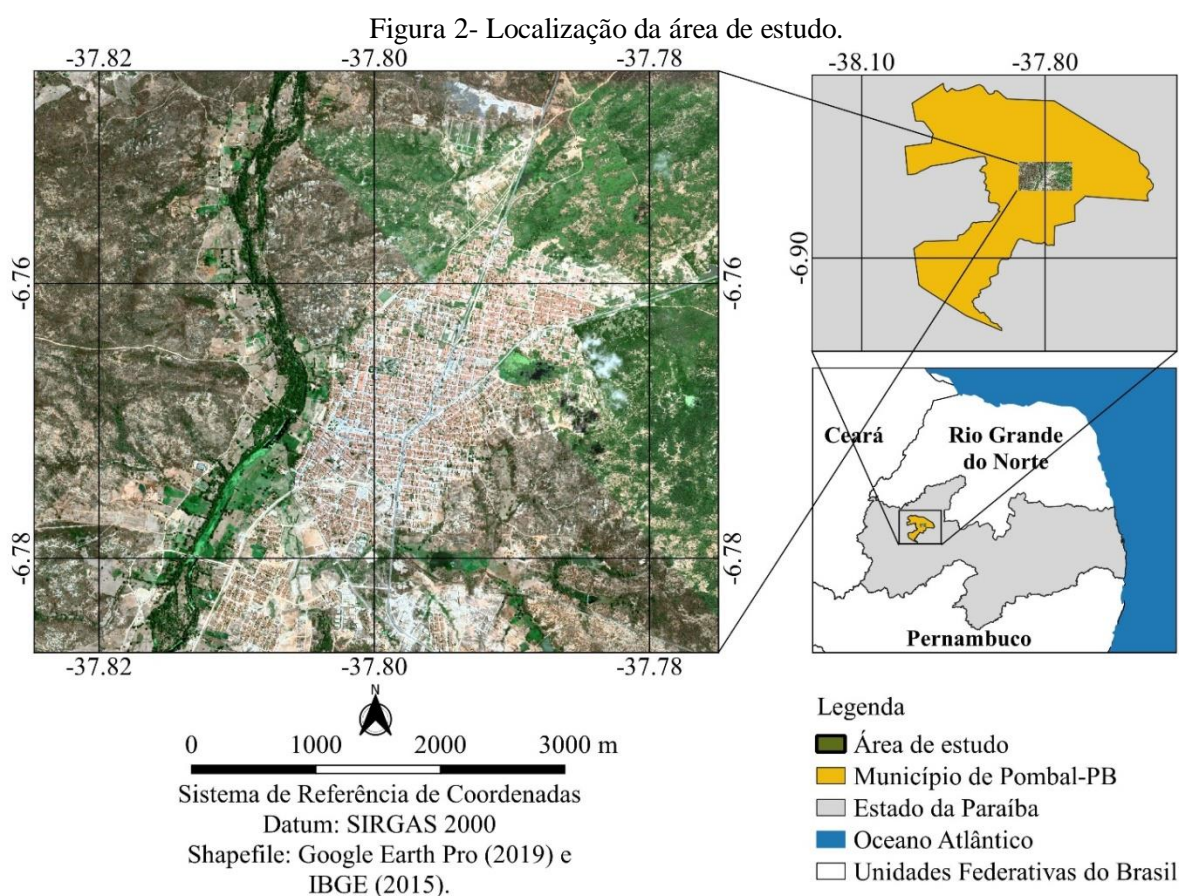 Figura 2- Localização da área de estudo.
-37.82
-37.80
-37.78
-6.76
-6.76
-6.78
-6.78
-37.82
-37.80
-37.78
-38.10
-37.80
-6.90
Ceará
Rio Grande
do Norte
Pernambuco
N
0 1000 2000 3000 m
Sistema de Referência de Coordenadas
Datum: SIRGAS 2000
Shapefile: Google Earth Pro (2019) e
IBGE (2015).
Legenda
Área de estudo
Município de Pombal-PB
Estado da Paraíba
Oceano Atlântico
Unidades Federativas do Brasil